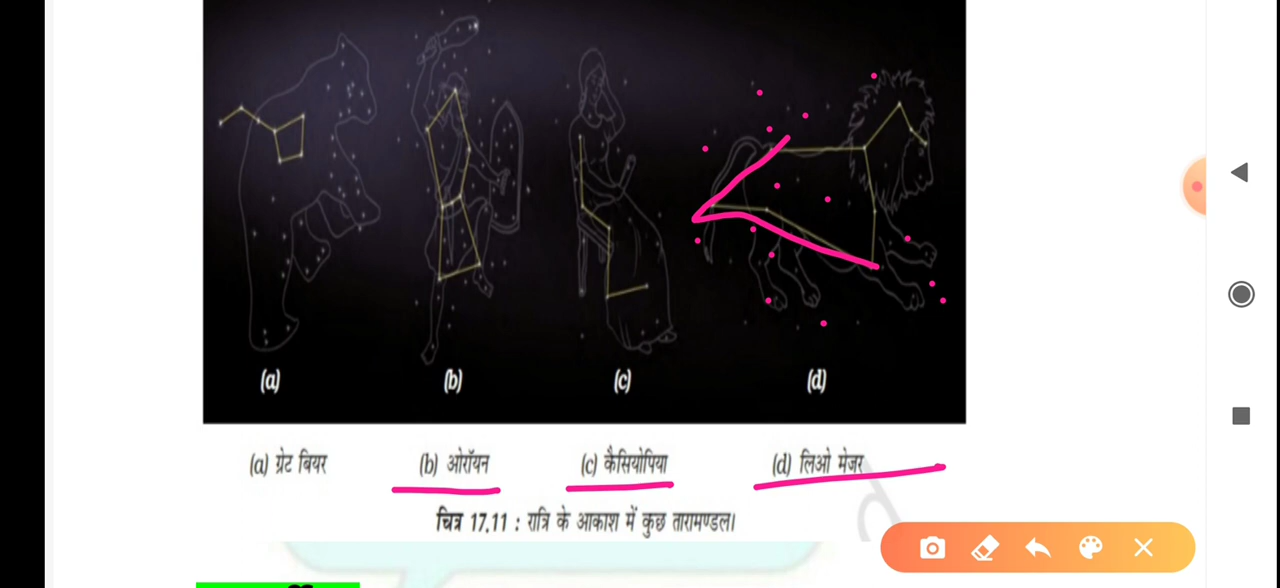 (a) (b) (c) (d)
(a) ग्रेट बियर (b) ओरॉयन (c) कैसियोपिया (d) लिओ मेजर
चित्र 17.11 : रात्रि के आकाश में कुछ तारामण्डल।